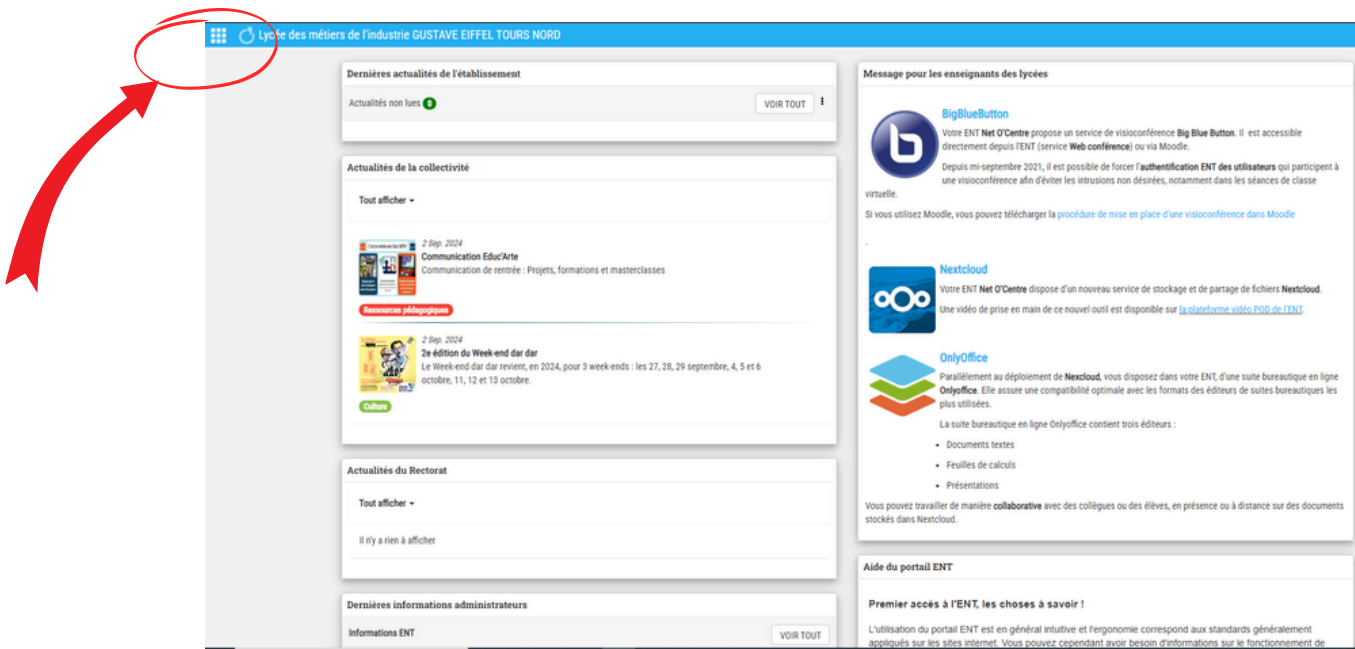 Lycée des métiers de l'industrie GUSTAVE EIFFEL TOURS NORD
Dernières actualités de l'établissement
Actualités non lues 0
VOIR TOUT
Actualités de la collectivité
Tout afficher
2 Sep. 2024
Communication Educ'Arte
Communication de rentrée : Projets, formations et masterclasses
Ressources pédagogiques
2 Sep. 2024
2e édition du Week-end dar dar
Le Week-end dar dar revient, en 2024, pour 3 week-ends : les 27, 28, 29 septembre, 4, 5 et 6
octobre, 11, 12 et 13 octobre.
Culture
Actualités du Rectorat
Tout afficher
Il n'y a rien à afficher
Dernières informations administrateurs
Informations ENT
VOIR TOUT
Message pour les enseignants des lycées
BigBlueButton
Votre ENT Net O'Centre propose un service de visioconférence Big Blue Button. Il est accessible
directement depuis l'ENT (service Web conférence) ou via Moodle.
Depuis mi-septembre 2021, il est possible de forcer l'authentification ENT des utilisateurs qui participent à
une visioconférence afin d'éviter les intrusions non désirées, notamment dans les séances de classe
virtuelle.
Si vous utilisez Moodle, vous pouvez télécharger la procédure de mise en place d'une visioconférence dans Moodle
.
Nextcloud
Votre ENT Net O'Centre dispose d'un nouveau service de stockage et de partage de fichiers Nextcloud.
Une vidéo de prise en main de ce nouvel outil est disponible sur la plateforme vidéo POD de l'ENT.
OnlyOffice
Parallèlement au déploiement de Nexcloud, vous disposez dans votre ENT, d'une suite bureautique en ligne
Onlyoffice. Elle assure une compatibilité optimale avec les formats des éditeurs de suites bureautiques les
plus utilisées.
La suite bureautique en ligne Onlyoffice contient trois éditeurs :
• Documents textes
• Feuilles de calculs
• Présentations
Vous pouvez travailler de manière collaborative avec des collègues ou des élèves, en présence ou à distance sur des documents
stockés dans Nextcloud.
Aide du portail ENT
Premier accès à l'ENT, les choses à savoir !
L'utilisation du portail ENT est en général intuitive et l'ergonomie correspond aux standards généralement
appliqués sur les sites internet. Vous pouvez cependant avoir besoin d'informations sur le fonctionnement de